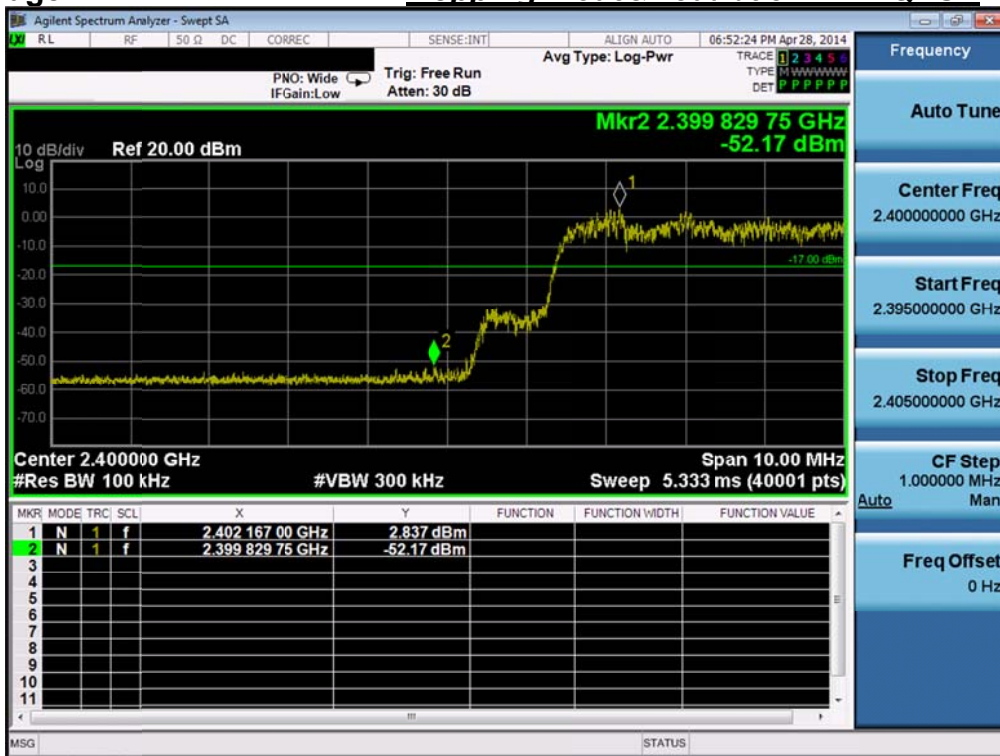 Agilent Spectrum Analyzer - Swept SA
LXI RL RF 50 Ω DC CORREC SENSE:INT ALIGN AUTO 06:52:24 PM Apr 28, 2014
PNO: Wide Trig: Free Run Avg Type: Log-Pwr TRACE 1 2 3 4 5 6
IFGain:Low Atten: 30 dB TYPE M WWWWW
DET P P P P P P
Mkr2 2.399 829 75 GHz
-52.17 dBm
10 dB/div Ref 20.00 dBm
Log
10.0
0.00
-10.0
-20.0
-30.0
-40.0
-50.0
-60.0
-70.0
1
2
-17.00 dBm
Center 2.400000 GHz Span 10.00 MHz
#Res BW 100 kHz #VBW 300 kHz Sweep 5.333 ms (40001 pts)
MKR MODE TRC SCL X Y FUNCTION FUNCTION WIDTH FUNCTION VALUE
1 N 1 f 2.402 167 00 GHz 2.837 dBm
2 N 1 f 2.399 829 75 GHz -52.17 dBm
3
4
5
6
7
8
9
10
11
MSG STATUS
Frequency
Auto Tune
Center Freq
2.400000000 GHz
Start Freq
2.395000000 GHz
Stop Freq
2.405000000 GHz
CF Step
1.000000 MHz
Auto Man
Freq Offset
0 Hz